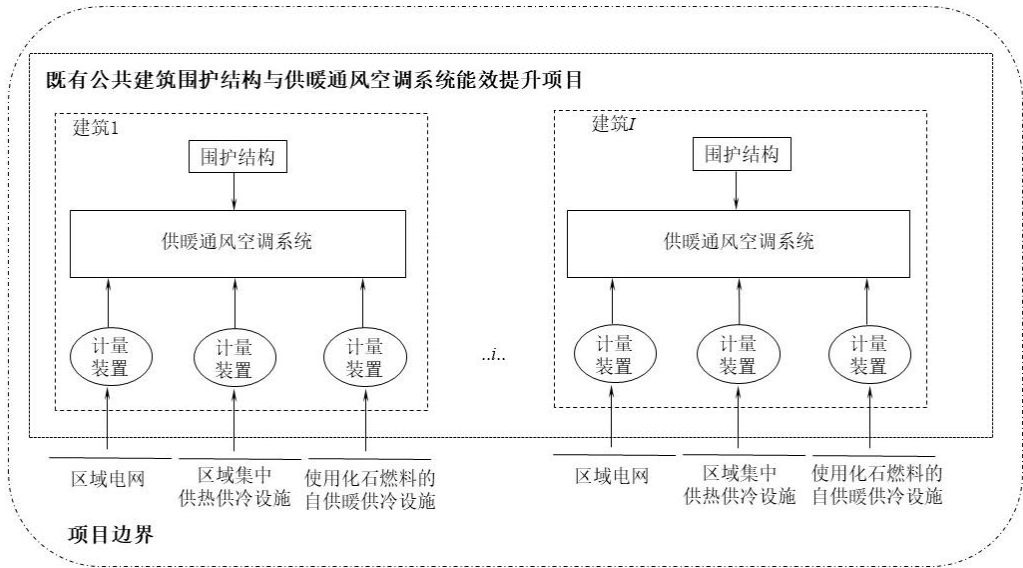 既有公共建筑围护结构与供暖通风空调系统能效提升项目
建筑1
围护结构
供暖通风空调系统
计量
装置
计量
装置
计量
装置
..i..
建筑I
围护结构
供暖通风空调系统
计量
装置
计量
装置
计量
装置
区域电网
区域集中
供热供冷设施
使用化石燃料的
自供暖供冷设施
区域电网
区域集中
供热供冷设施
使用化石燃料的
自供暖供冷设施
项目边界